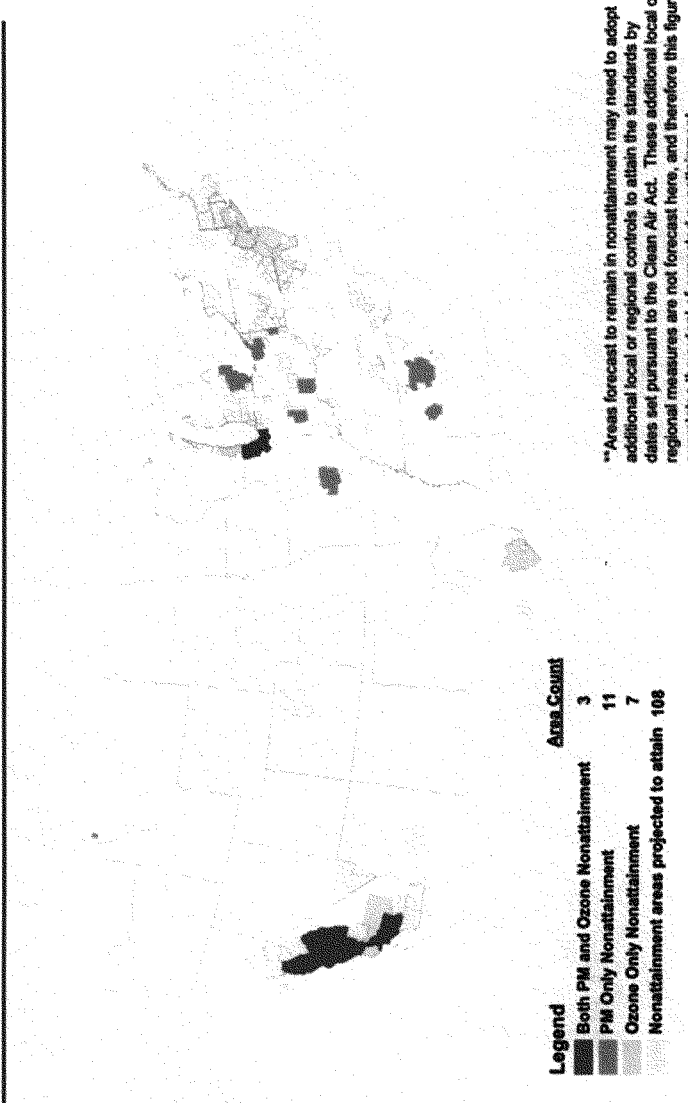 Legend
Area Count
Both PM and Ozone Nonattainment 3
PM Only Nonattainment 11
Ozone Only Nonattainment 7
Nonattainment areas projected to attain 108
**Areas forecast to remain in nonattainment may need to adopt
additional local or regional controls to attain the standards by
dates set pursuant to the Clean Air Act. These additional local o
regional measures are not forecast here, and therefore this figur